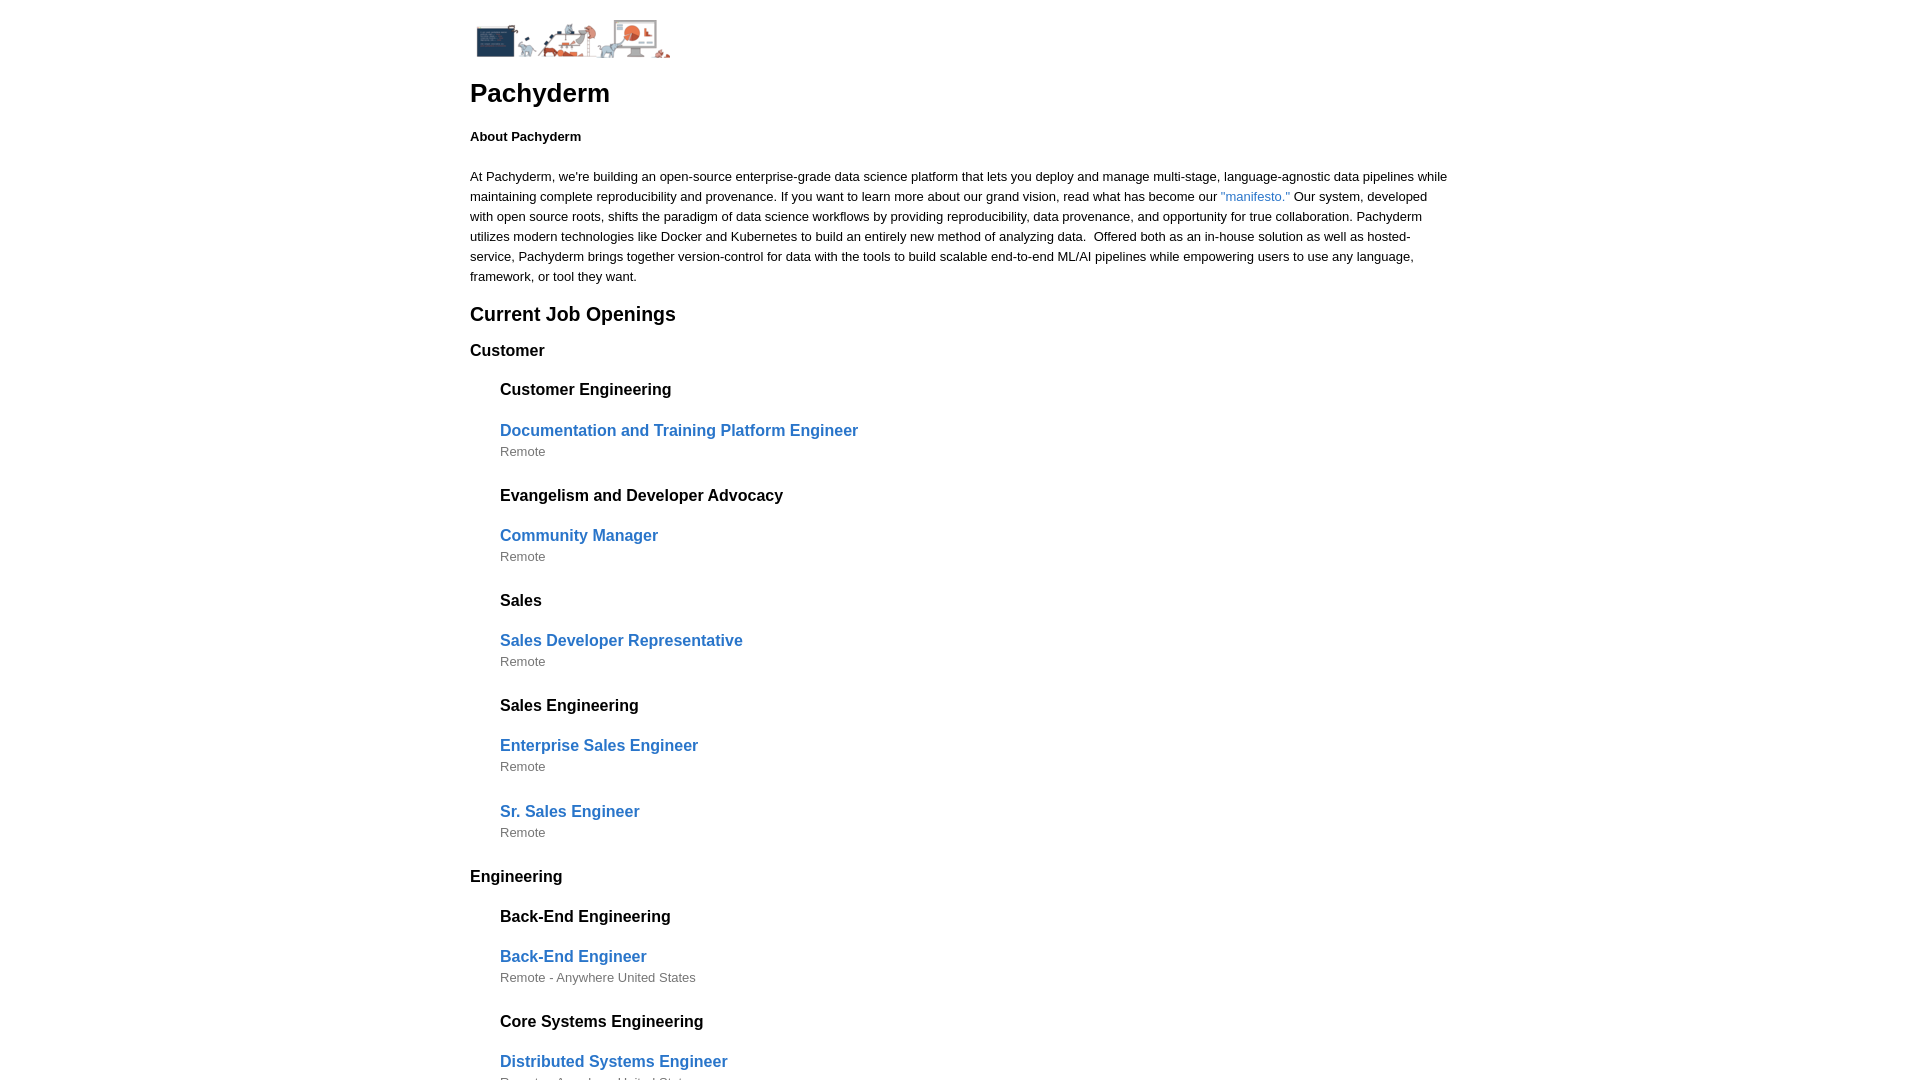 Pachyderm
About Pachyderm
At Pachyderm, we're building an open-source enterprise-grade data science platform that lets you deploy and manage multi-stage, language-agnostic data pipelines while
maintaining complete reproducibility and provenance. If you want to learn more about our grand vision, read what has become our "manifesto." Our system, developed
with open source roots, shifts the paradigm of data science workflows by providing reproducibility, data provenance, and opportunity for true collaboration. Pachyderm
utilizes modern technologies like Docker and Kubernetes to build an entirely new method of analyzing data.  Offered both as an in-house solution as well as hosted-
service, Pachyderm brings together version-control for data with the tools to build scalable end-to-end ML/AI pipelines while empowering users to use any language,
framework, or tool they want.
Current Job Openings
Customer
Customer Engineering
Documentation and Training Platform Engineer
Remote
Evangelism and Developer Advocacy
Community Manager
Remote
Sales
Sales Developer Representative
Remote
Sales Engineering
Enterprise Sales Engineer
Remote
Sr. Sales Engineer
Remote
Engineering
Back-End Engineering
Back-End Engineer
Remote - Anywhere United States
Core Systems Engineering
Distributed Systems Engineer